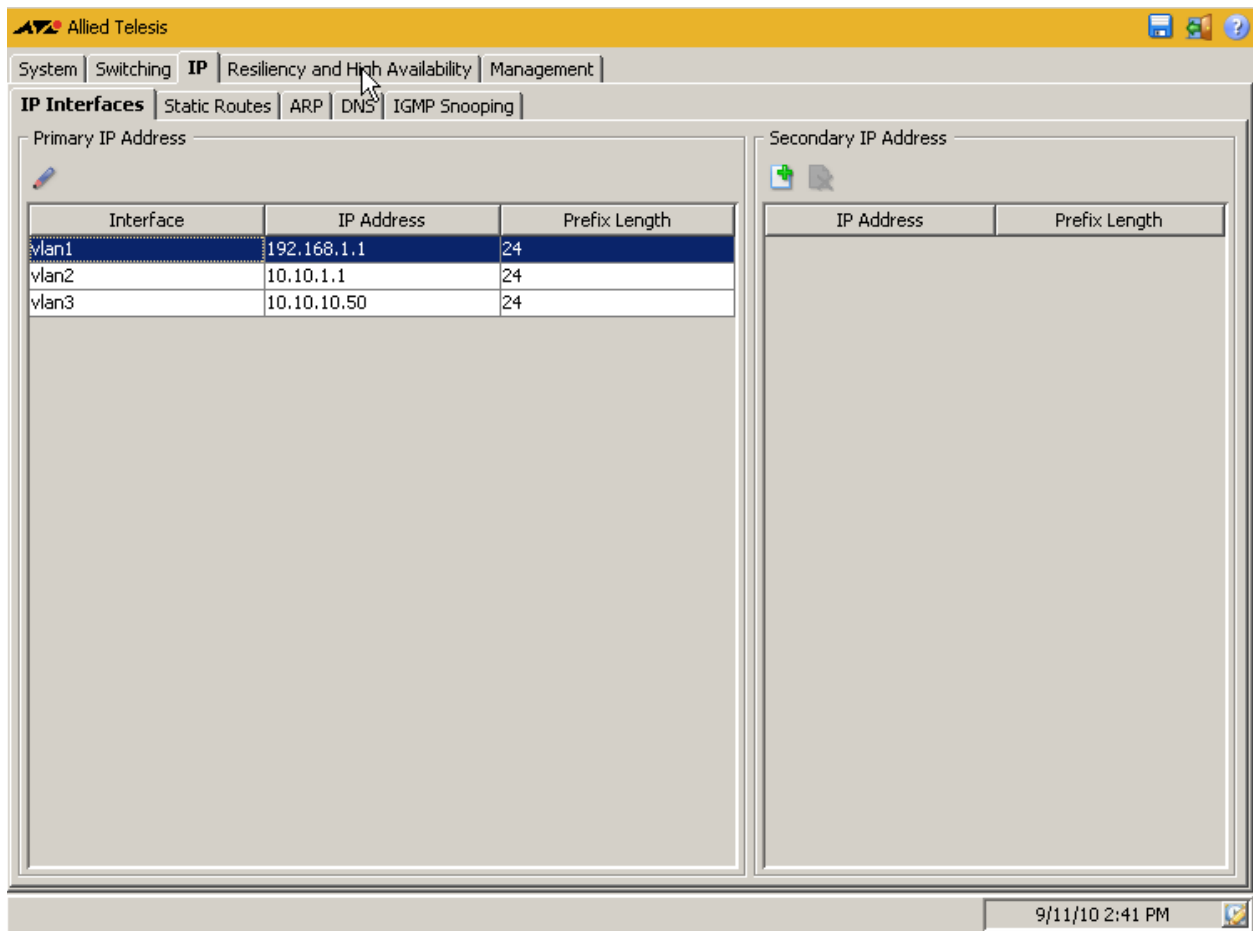 Allied Telesis
System Switching IP Resiliency and High Availability Management
IP Interfaces Static Routes ARP DNS IGMP Snooping
Primary IP Address
Interface IP Address Prefix Length
vlan1 192.168.1.1 24
vlan2 10.10.1.1 24
vlan3 10.10.10.50 24
Secondary IP Address
IP Address Prefix Length
9/11/10 2:41 PM